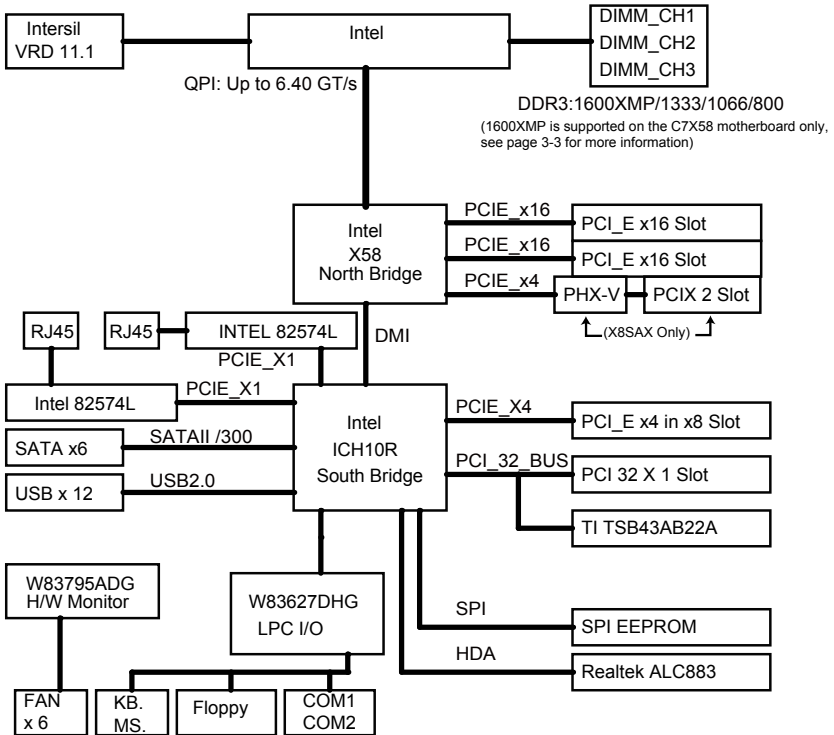 Intersil
VRD 11.1
Intel
DIMM_CH1
DIMM_CH2
DIMM_CH3
QPI: Up to 6.40 GT/s
DDR3:1600XMP/1333/1066/800
(1600XMP is supported on the C7X58 motherboard only,
see page 3-3 for more information)
Intel
X58
North Bridge
PCIE_x16
PCI_E x16 Slot
PCIE_x16
PCI_E x16 Slot
PCIE_x4
PHX-V
PCIX 2 Slot
(X8SAX Only)
RJ45
RJ45
INTEL 82574L
DMI
PCIE_X1
Intel 82574L
PCIE_X1
SATA x6
SATAII /300
USB x 12
USB2.0
Intel
ICH10R
South Bridge
PCIE_X4
PCI_E x4 in x8 Slot
PCI_32_BUS
PCI 32 X 1 Slot
TI TSB43AB22A
W83795ADG
H/W Monitor
W83627DHG
LPC I/O
SPI
SPI EEPROM
HDA
Realtek ALC883
FAN
x 6
KB.
MS.
Floppy
COM1
COM2